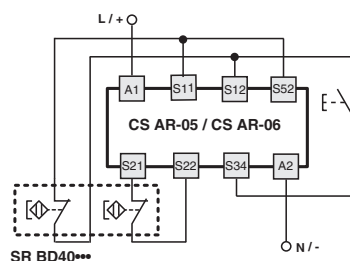 L / +
A1 S11 S12 S52
CS AR-05 / CS AR-06
S21 S22 S34 A2
N / -
SR BD40•••